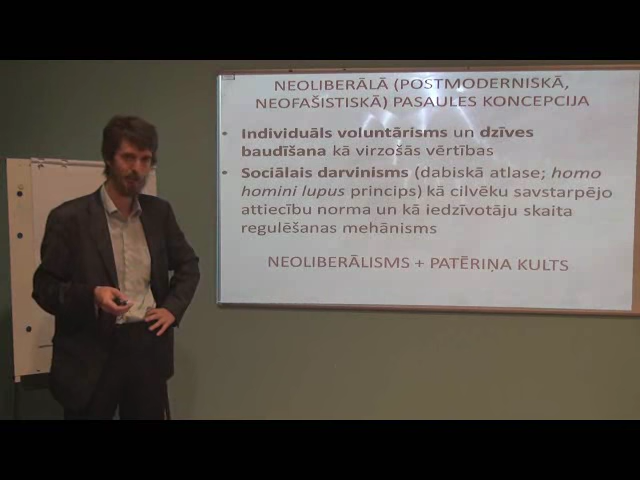 NEOLIBERĀLĀ (POSTMODERNISKĀ,
NEOFAŠISTISKĀ) PASAULES KONCEPCIJA
• Individuāls voluntārisms un dzīves
baudīšana kā virzošās vērtības
• Sociālais darvinisms (dabiskā atlase; homo
homini lupus princips) kā cilvēku savstarpējo
attiecību norma un kā iedzīvotāju skaita
regulēšanas mehānisms
NEOLIBERĀLISMS + PATĒRIŅA KULTS